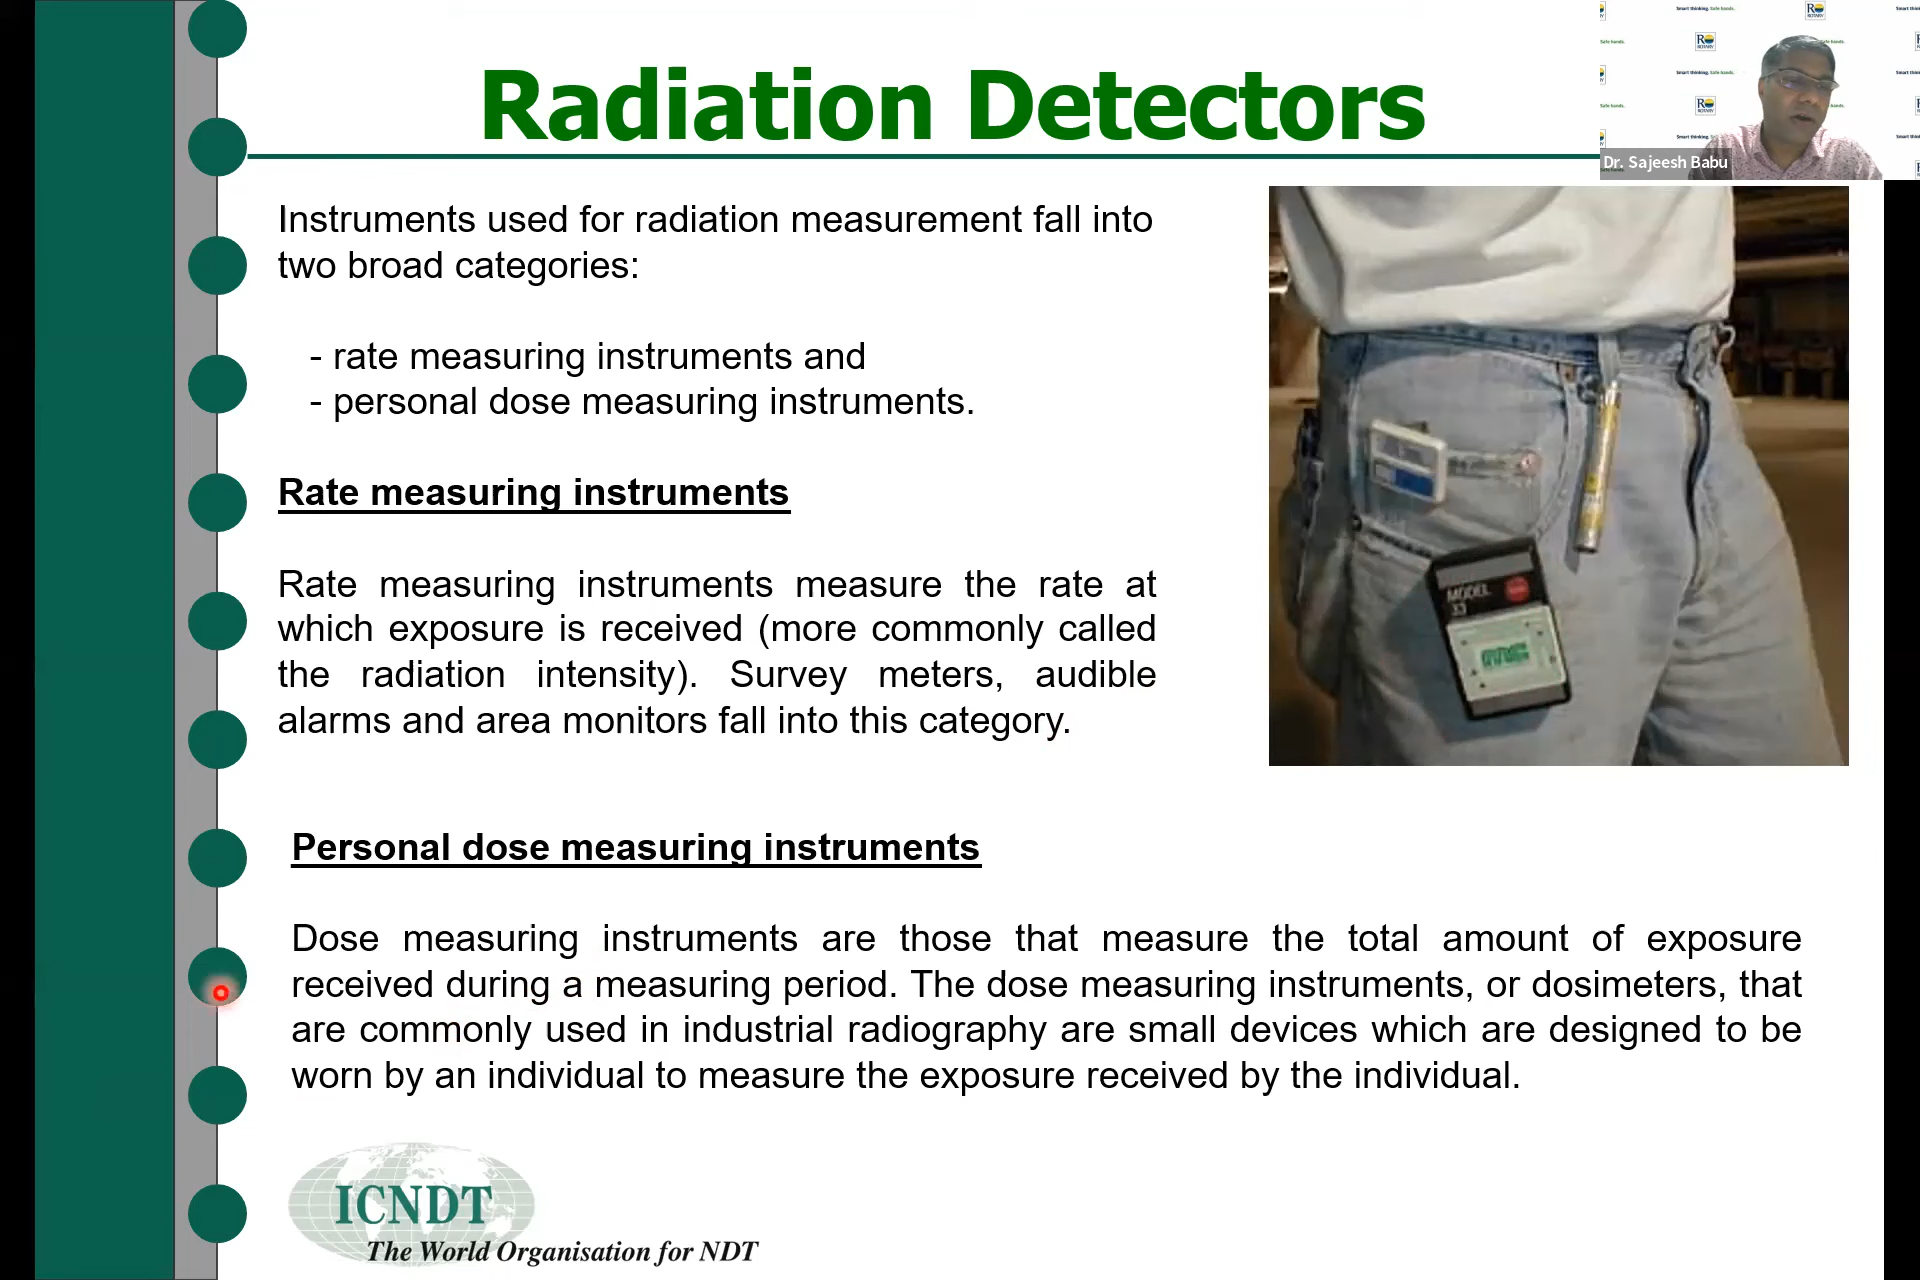 Radiation Detectors
Smart thinking. Safe hands.
ROTARY
Dr. Sajeesh Babu
Instruments used for radiation measurement fall into
two broad categories:
- rate measuring instruments and
- personal dose measuring instruments.
Rate measuring instruments
Rate measuring instruments measure the rate at
which exposure is received (more commonly called
the radiation intensity). Survey meters, audible
alarms and area monitors fall into this category.
MODEL
33
Personal dose measuring instruments
Dose measuring instruments are those that measure the total amount of exposure
received during a measuring period. The dose measuring instruments, or dosimeters, that
are commonly used in industrial radiography are small devices which are designed to be
worn by an individual to measure the exposure received by the individual.
ICNDT
The World Organisation for NDT